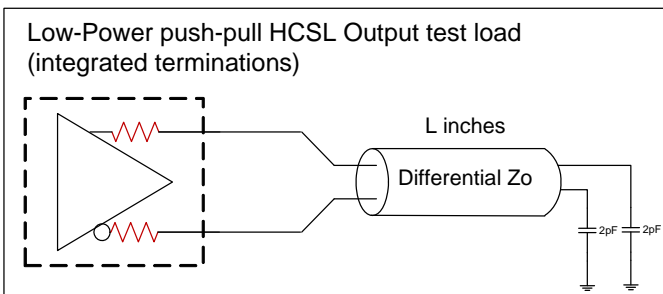 Low-Power push-pull HCSL Output test load
(integrated terminations)
L inches
Differential Zo
2pF
2pF